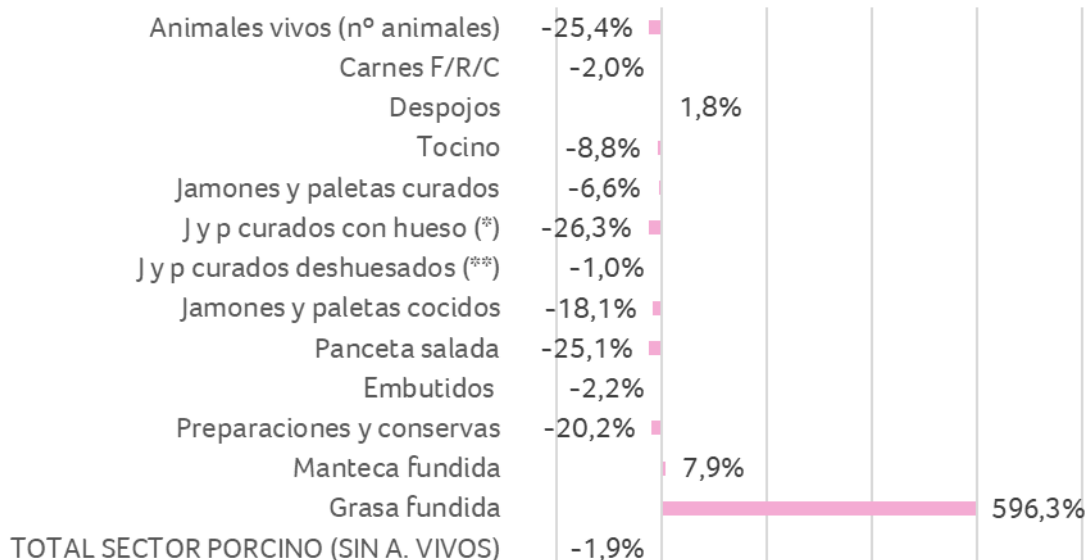 Animales vivos (nº animales) -25,4%
Carnes F/R/C -2,0%
Despojos 1,8%
Tocino -8,8%
Jamones y paletas curados -6,6%
J y p curados con hueso (*) -26,3%
J y p curados deshuesados (**) -1,0%
Jamones y paletas cocidos -18,1%
Panceta salada -25,1%
Embutidos -2,2%
Preparaciones y conservas -20,2%
Manteca fundida 7,9%
Grasa fundida 596,3%
TOTAL SECTOR PORCINO (SIN A. VIVOS) -1,9%